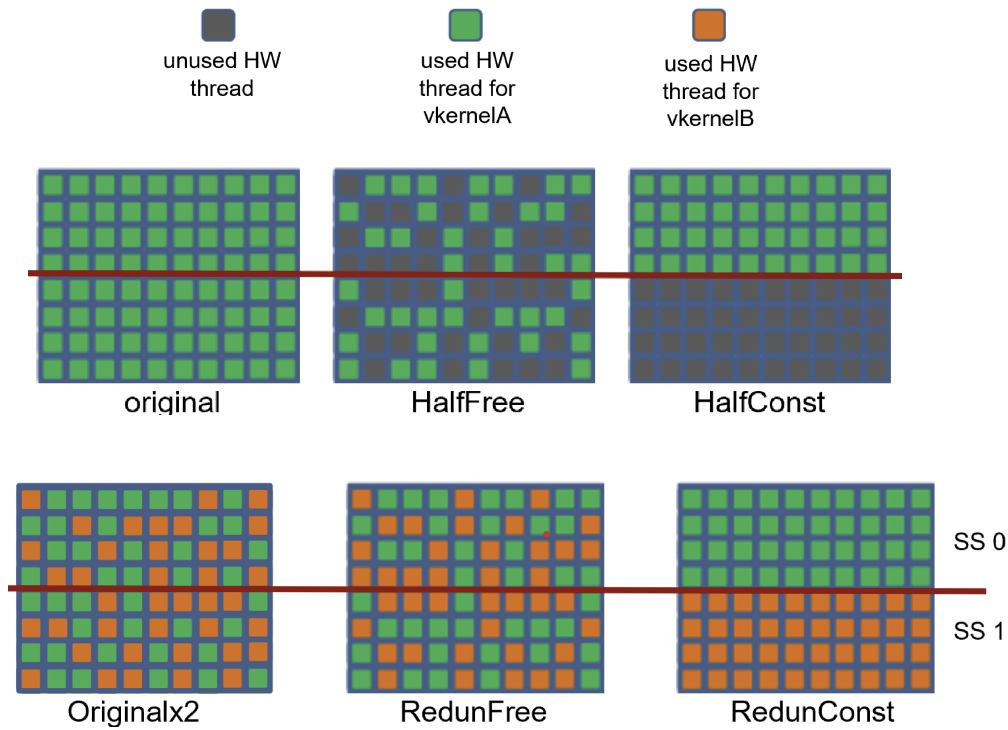 unused HW
thread
used HW
thread for
vkernelA
used HW
thread for
vkernelB
original
HalfFree
HalfConst
SS 0
SS 1
Originalx2
RedunFree
RedunConst